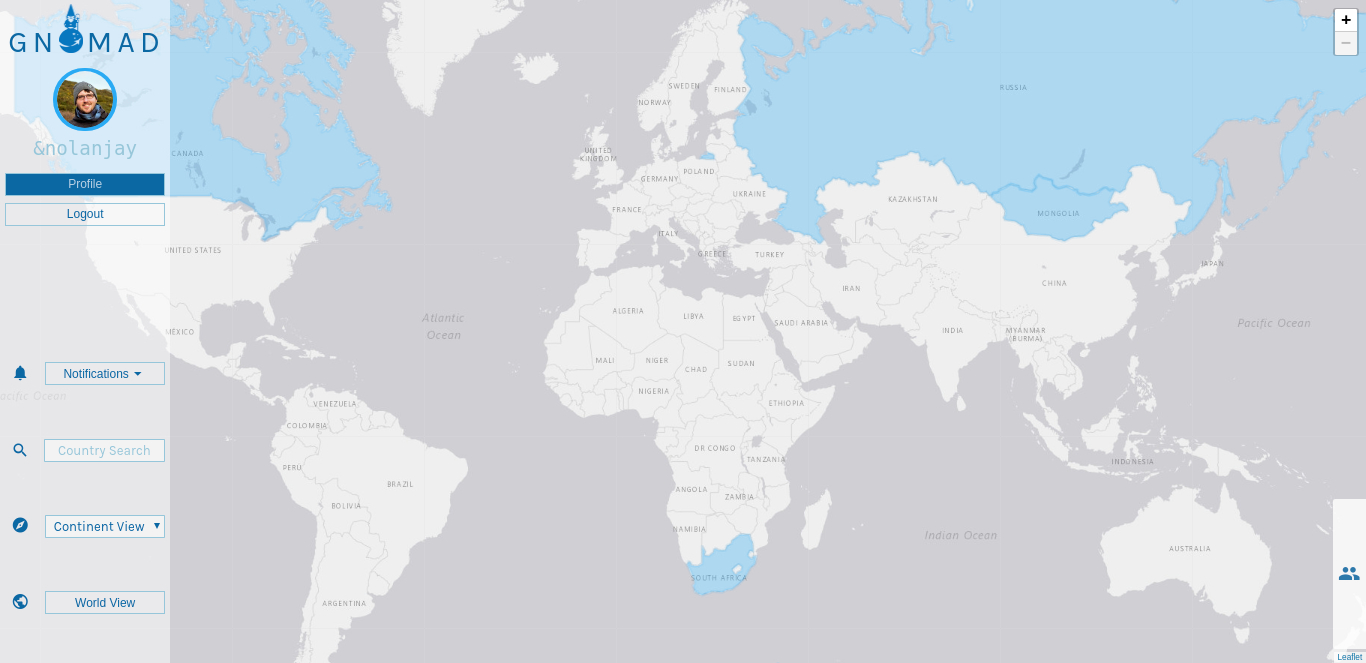 GNOMAD
&nolanjay
Profile
Logout
Notifications
Country Search
Continent View
World View
+
−
CANADA
UNITED STATES
MÉXICO
VENEZUELA
COLOMBIA
PERU
BRAZIL
BOLIVIA
ARGENTINA
Atlantic
Ocean
acific Ocean
SWEDEN
FINLAND
NORWAY
UNITED
KINGDOM
POLAND
GERMANY
UKRAINE
FRANCE
ITALY
GREECE
TURKEY
RUSSIA
KAZAKHSTAN
MONGOLIA
CHINA
JAPAN
IRAN
INDIA
MYANMAR
(BURMA)
SAUDI ARABIA
ALGERIA
LIBYA
EGYPT
MALI
NIGER
CHAD
SUDAN
NIGERIA
ETHIOPIA
DR CONGO
TANZANIA
ANGOLA
ZAMBIA
NAMIBIA
SOUTH AFRICA
INDONESIA
AUSTRALIA
Indian Ocean
Pacific Ocean
Leaflet